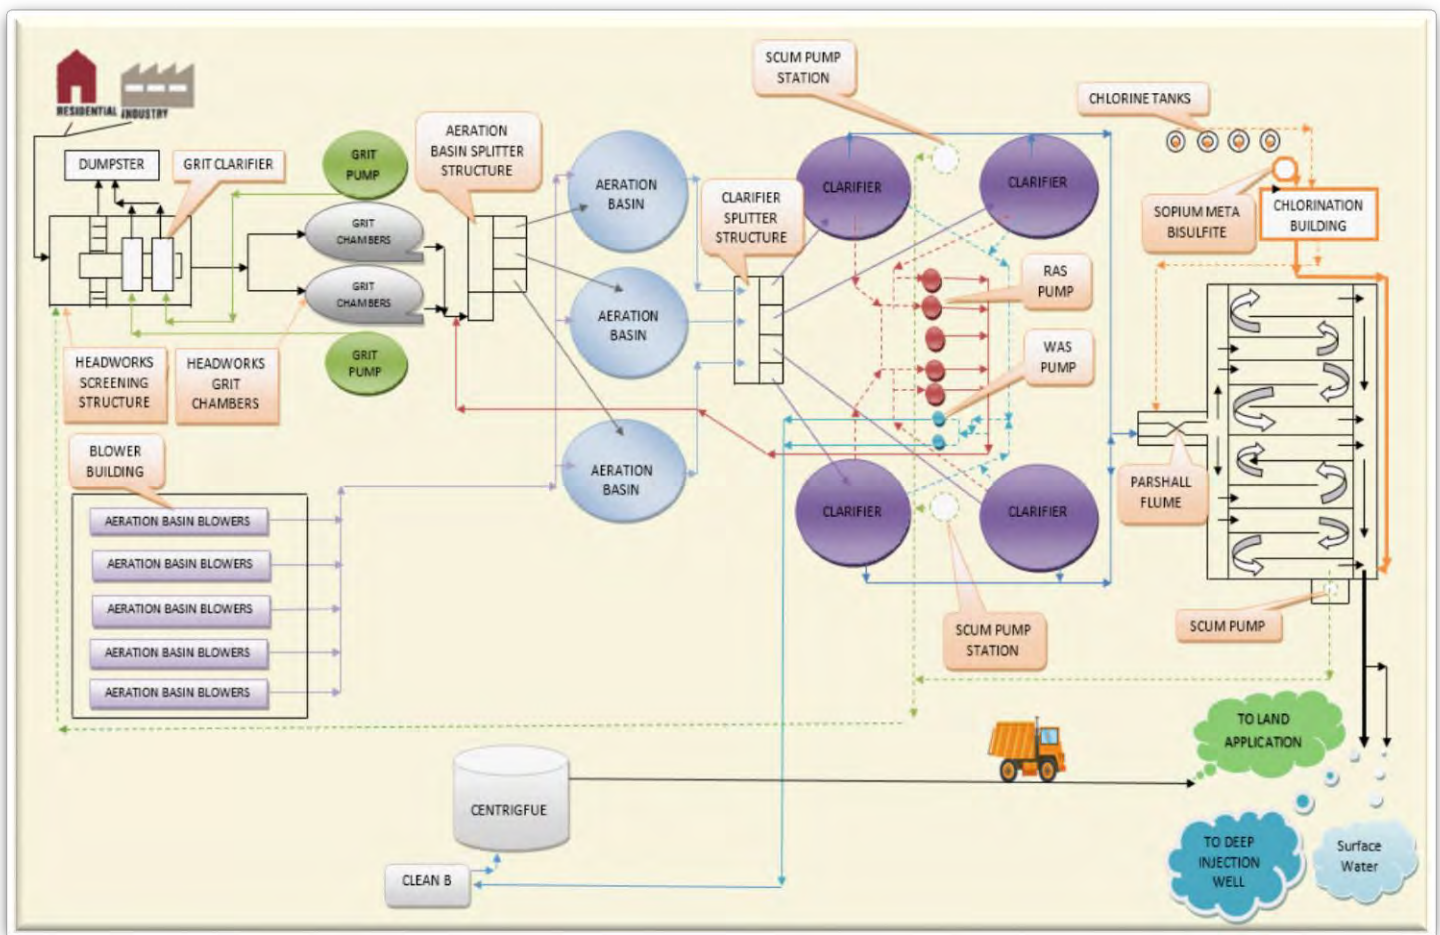 RESIDENTIAL
INDUSTRY
DUMPSTER
GRIT CLARIFIER
GRIT
PUMP
GRIT
CHAMBERS
GRIT
CHAMBERS
GRIT
PUMP
HEADWORKS
SCREENING
STRUCTURE
HEADWORKS
GRIT
CHAMBERS
AERATION
BASIN SPLITTER
STRUCTURE
AERATION
BASIN
AERATION
BASIN
AERATION
BASIN
BLOWER
BUILDING
AERATION BASIN BLOWERS
AERATION BASIN BLOWERS
AERATION BASIN BLOWERS
AERATION BASIN BLOWERS
AERATION BASIN BLOWERS
CLARIFIER
SPLITTER
STRUCTURE
SCUM PUMP
STATION
CLARIFIER
CLARIFIER
RAS
PUMP
WAS
PUMP
CLARIFIER
CLARIFIER
SCUM PUMP
STATION
CHLORINE TANKS
SOPIUM META
BISULFITE
CHLORINATION
BUILDING
PARSHALL
FLUME
SCUM PUMP
TO LAND
APPLICATION
CENTRIGFUE
CLEAN B
TO DEEP
INJECTION
WELL
Surface
Water